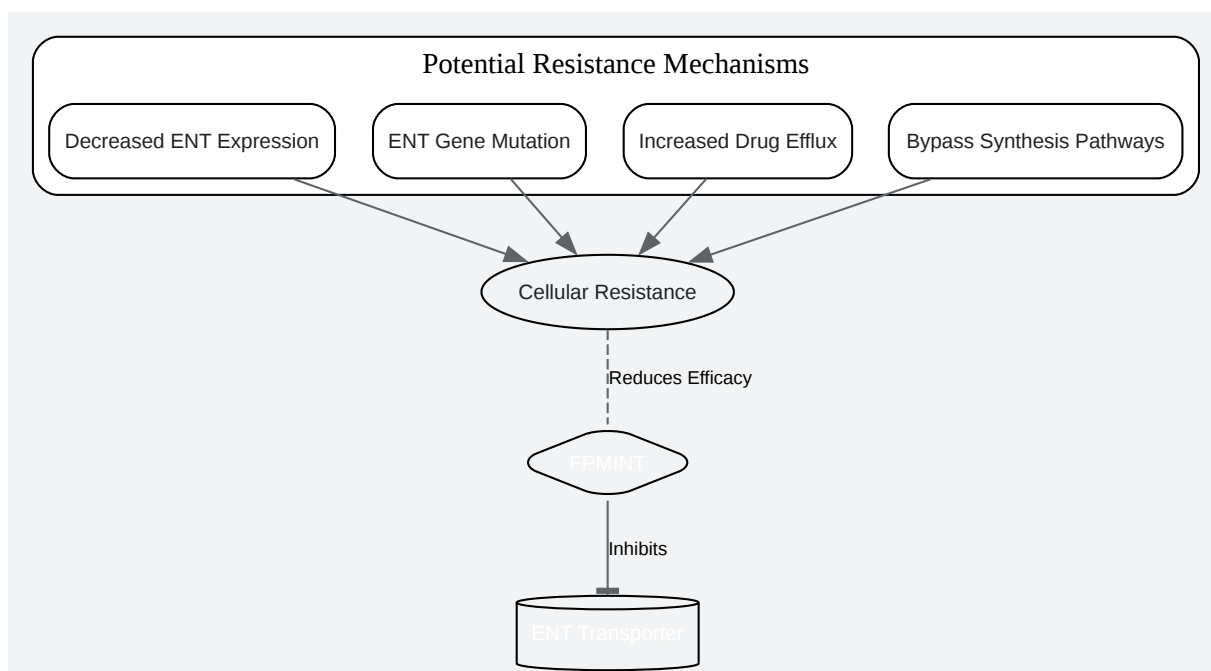 Potential Resistance Mechanisms
Decreased ENT Expression
ENT Gene Mutation
Increased Drug Efflux
Bypass Synthesis Pathways
Cellular Resistance
Reduces Efficacy
FPMINT
Inhibits
ENT Transporter